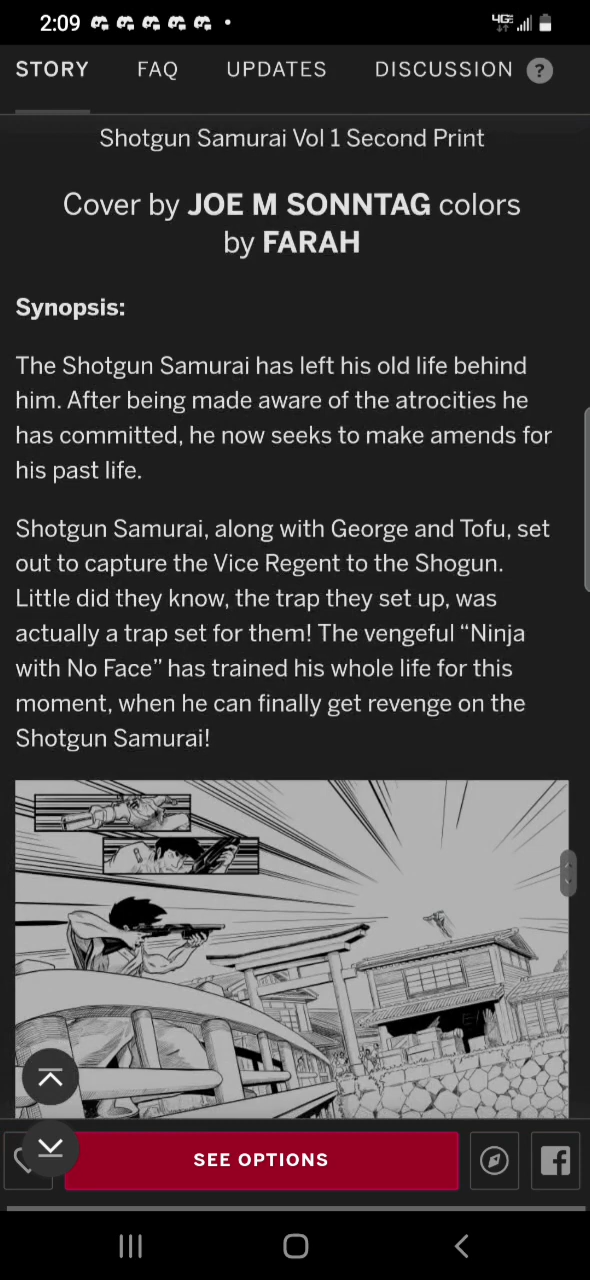 2:09
4GE
STORY FAQ UPDATES DISCUSSION ?
Shotgun Samurai Vol 1 Second Print
Cover by JOE M SONNTAG colors
by FARAH
Synopsis:
The Shotgun Samurai has left his old life behind
him. After being made aware of the atrocities he
has committed, he now seeks to make amends for
his past life.
Shotgun Samurai, along with George and Tofu, set
out to capture the Vice Regent to the Shogun.
Little did they know, the trap they set up, was
actually a trap set for them! The vengeful “Ninja
with No Face” has trained his whole life for this
moment, when he can finally get revenge on the
Shotgun Samurai!
SEE OPTIONS